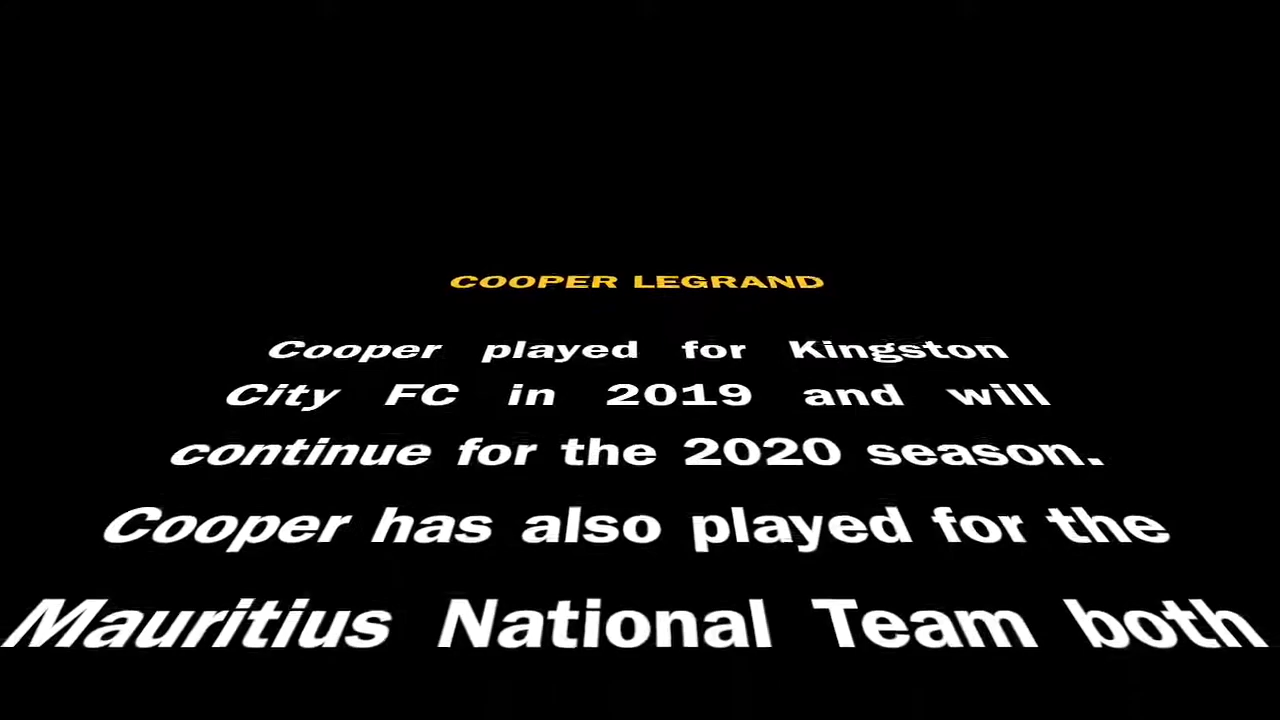 COOPER LEGRAND
Cooper played for Kingston
City FC in 2019 and will
continue for the 2020 season.
Cooper has also played for the
Mauritius National Team both